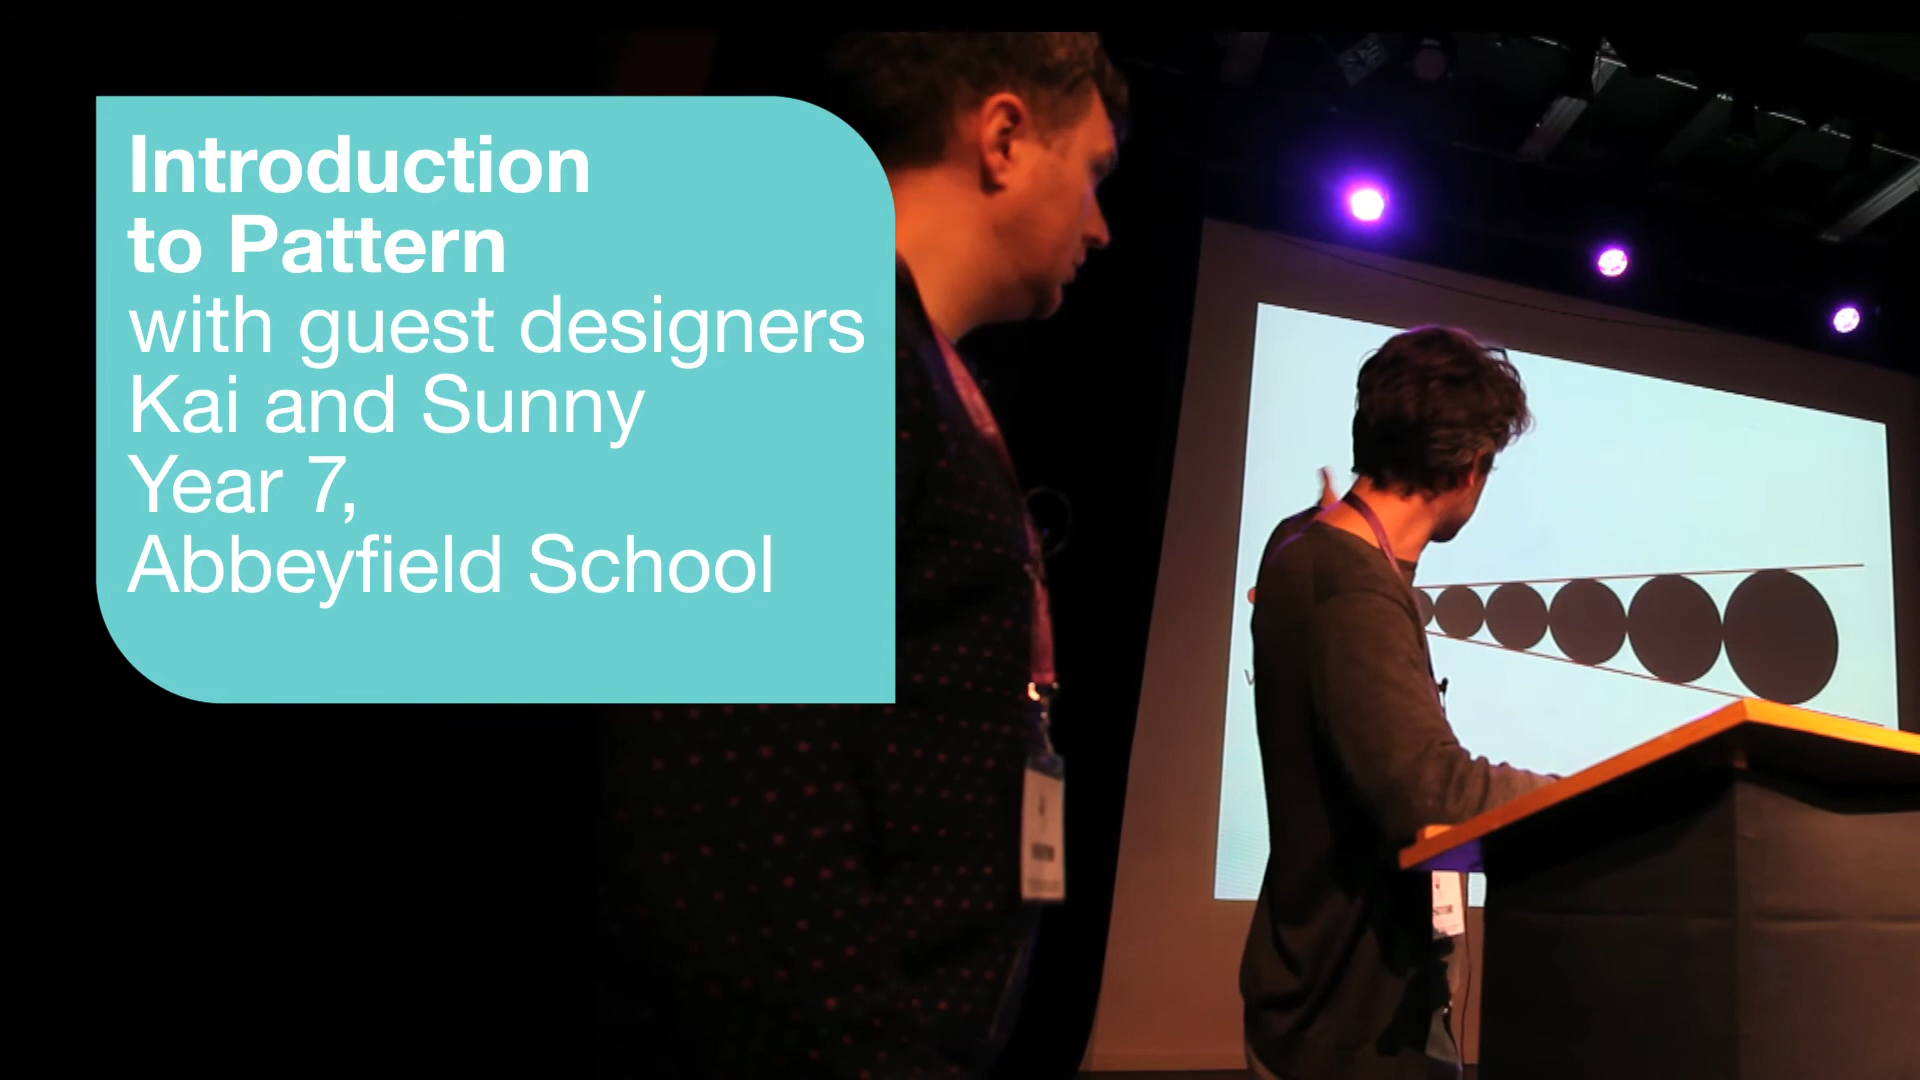 Introduction
to Pattern
with guest designers
Kai and Sunny
Year 7,
Abbeyfield School